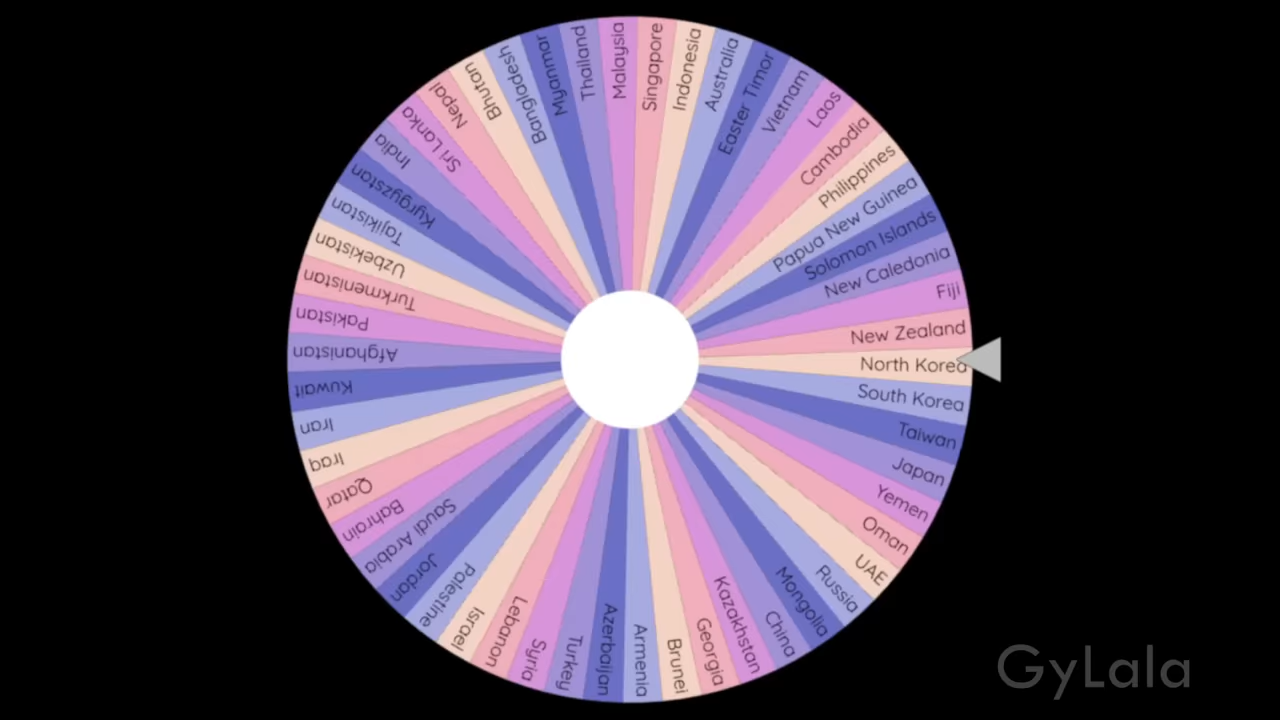 Malaysia
Singapore
Indonesia
Australia
Easter Timor
Vietnam
Laos
Cambodia
Philippines
Papua New Guinea
Solomon Islands
New Caledonia
Fiji
New Zealand
North Korea
South Korea
Taiwan
Japan
Yemen
Oman
UAE
Russia
Mongolia
China
Kazakhstan
Georgia
Brunei
Armenia
Azerbaijan
Turkey
Syria
Lebanon
Israel
Palestine
Jordan
Saudi Arabia
Bahrain
Qatar
Iraq
Iran
Kuwait
Afghanistan
Pakistan
Turkmenistan
Uzbekistan
Tajikistan
Kyrgyzstan
India
Sri Lanka
Nepal
Bhutan
Bangladesh
Myanmar
Thailand
GyLala